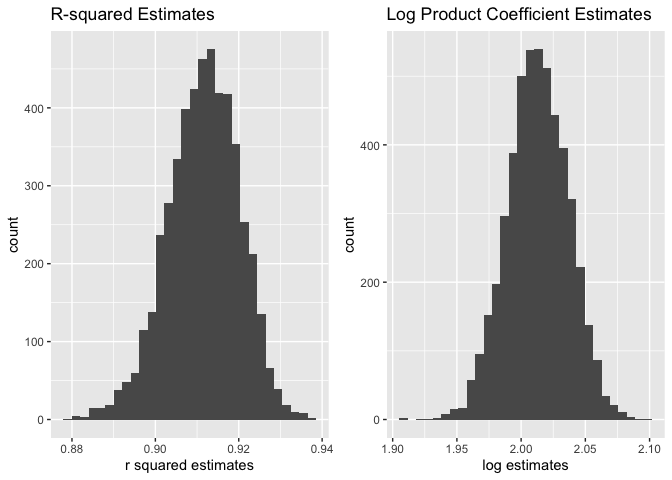 R-squared Estimates
count
400
300
200
100
0
0.88 0.90 0.92 0.94
r squared estimates
Log Product Coefficient Estimates
count
400
200
0
1.90 1.95 2.00 2.05 2.10
log estimates